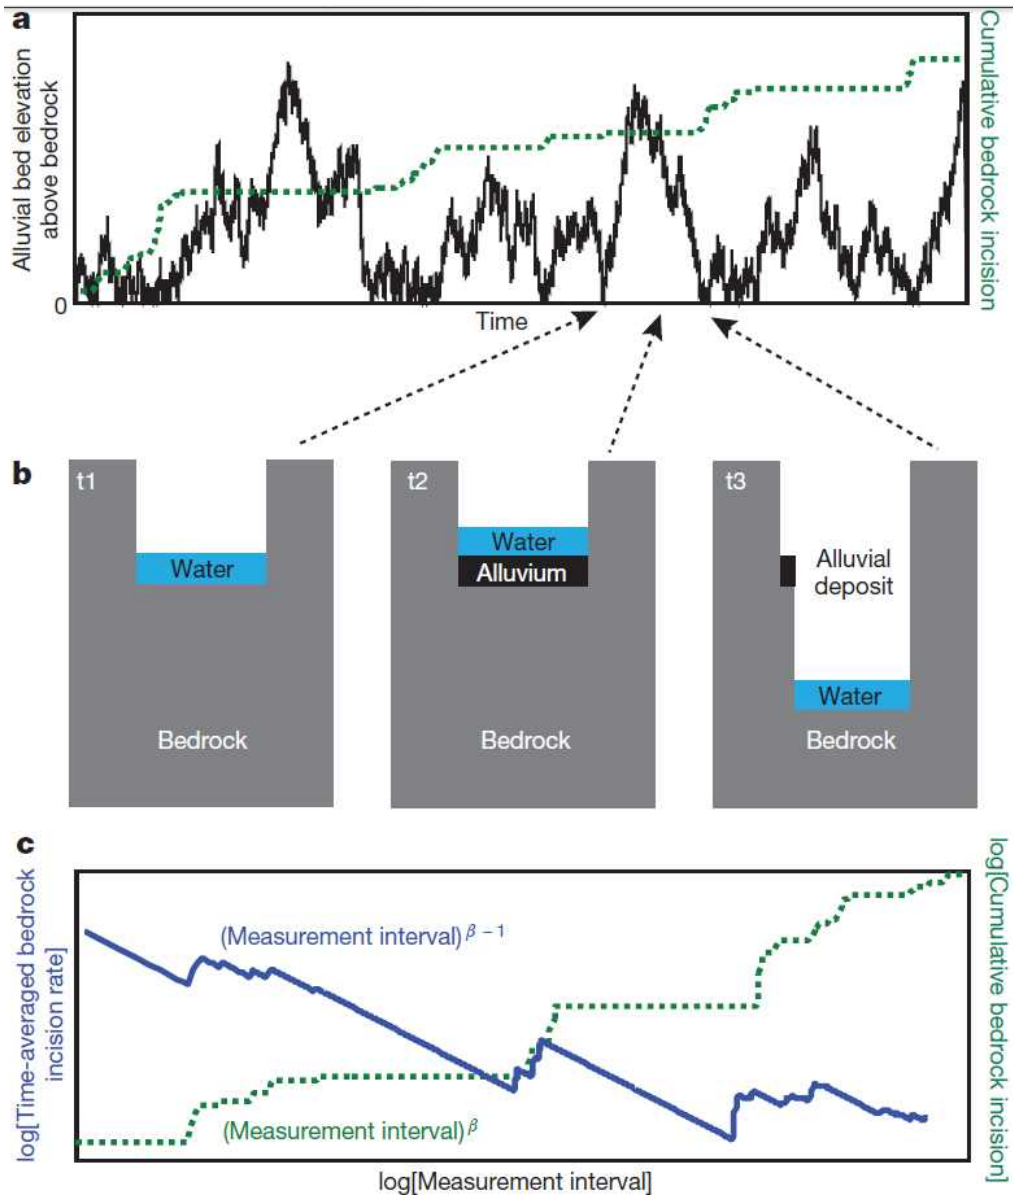 a
Alluvial bed elevation
above bedrock
Cumulative bedrock incision
0
Time
b
t1
t2
t3
Water
Water
Alluvium
Alluvial
deposit
Water
Bedrock
Bedrock
Bedrock
c
log[Time-averaged bedrock
incision rate]
(Measurement interval)^β − 1
(Measurement interval)^β
log[Cumulative bedrock incision]
log[Measurement interval]